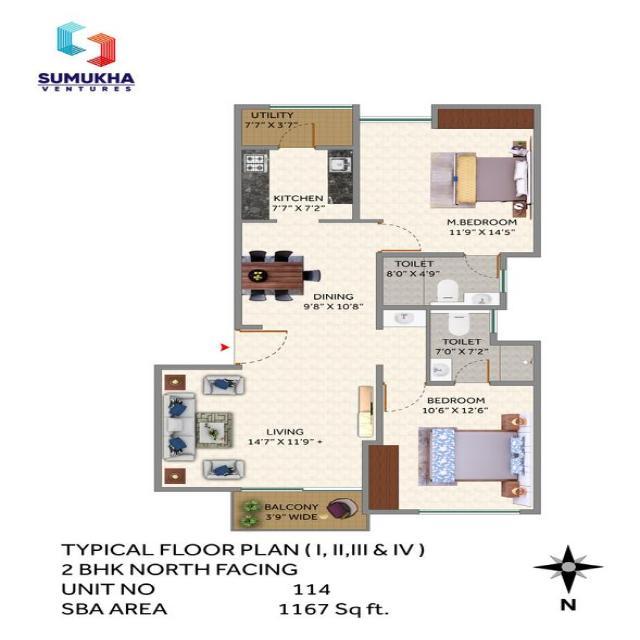 SUMUKHA
VENTURES
UTILITY
7'7" X 3'7"
KITCHEN
7'7" X 7'2"
M.BEDROOM
11'9" X 14'5"
TOILET
8'0" X 4'9"
DINING
9'8" X 10'8"
TOILET
7'0" X 7'2"
BEDROOM
10'6" X 12'6"
LIVING
14'7" X 11'9" +
BALCONY
3'9" WIDE
TYPICAL FLOOR PLAN ( I, II,III & IV )
2 BHK NORTH FACING
UNIT NO 114
SBA AREA 1167 Sq ft.
N